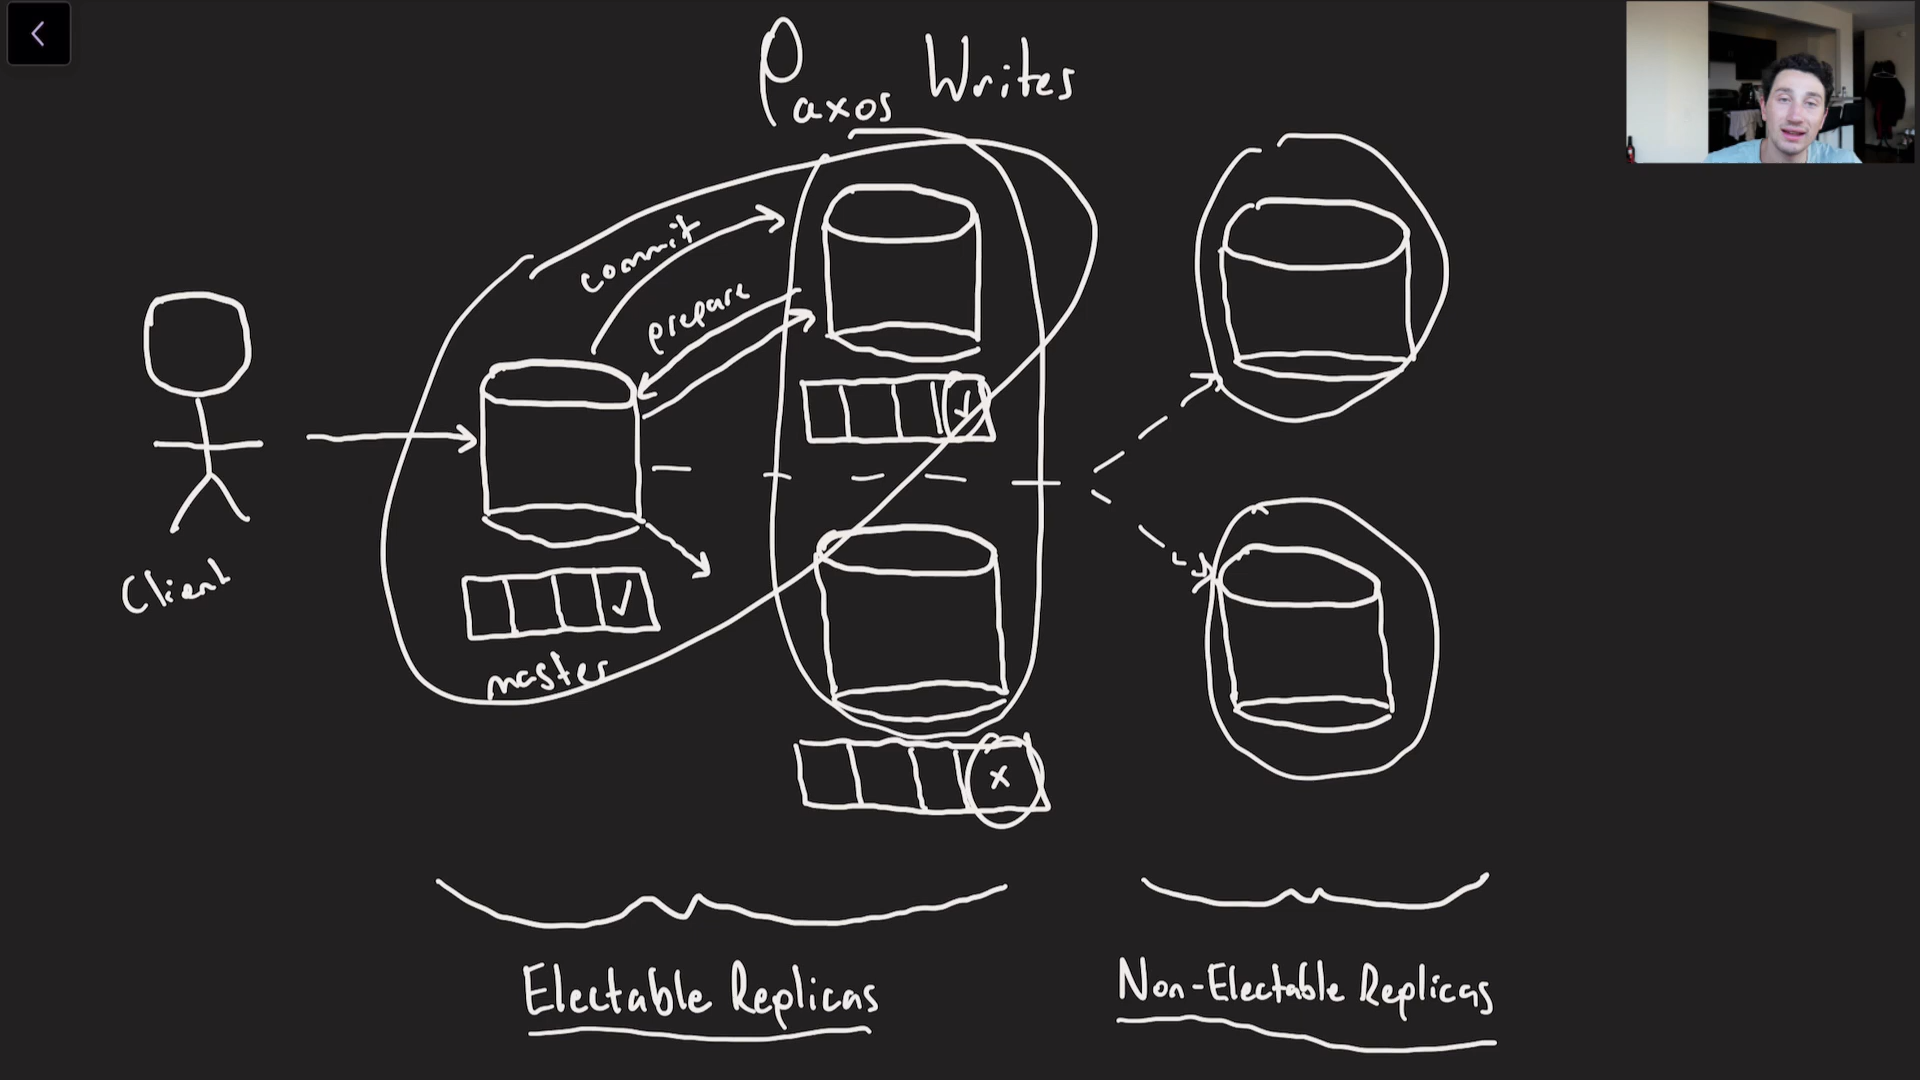 Paxos Writes
commit
prepare
Client
✓
✓
master
x
Electable Replicas
Non-Electable Replicas